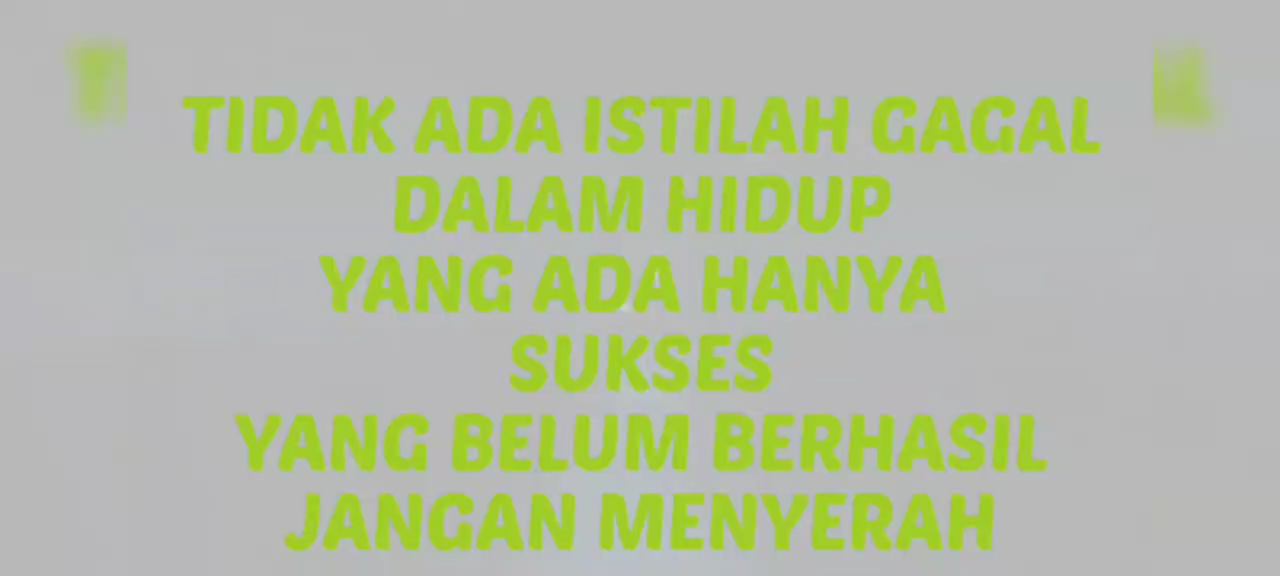 TIDAK ADA ISTILAH GAGAL
DALAM HIDUP
YANG ADA HANYA
SUKSES
YANG BELUM BERHASIL
JANGAN MENYERAH